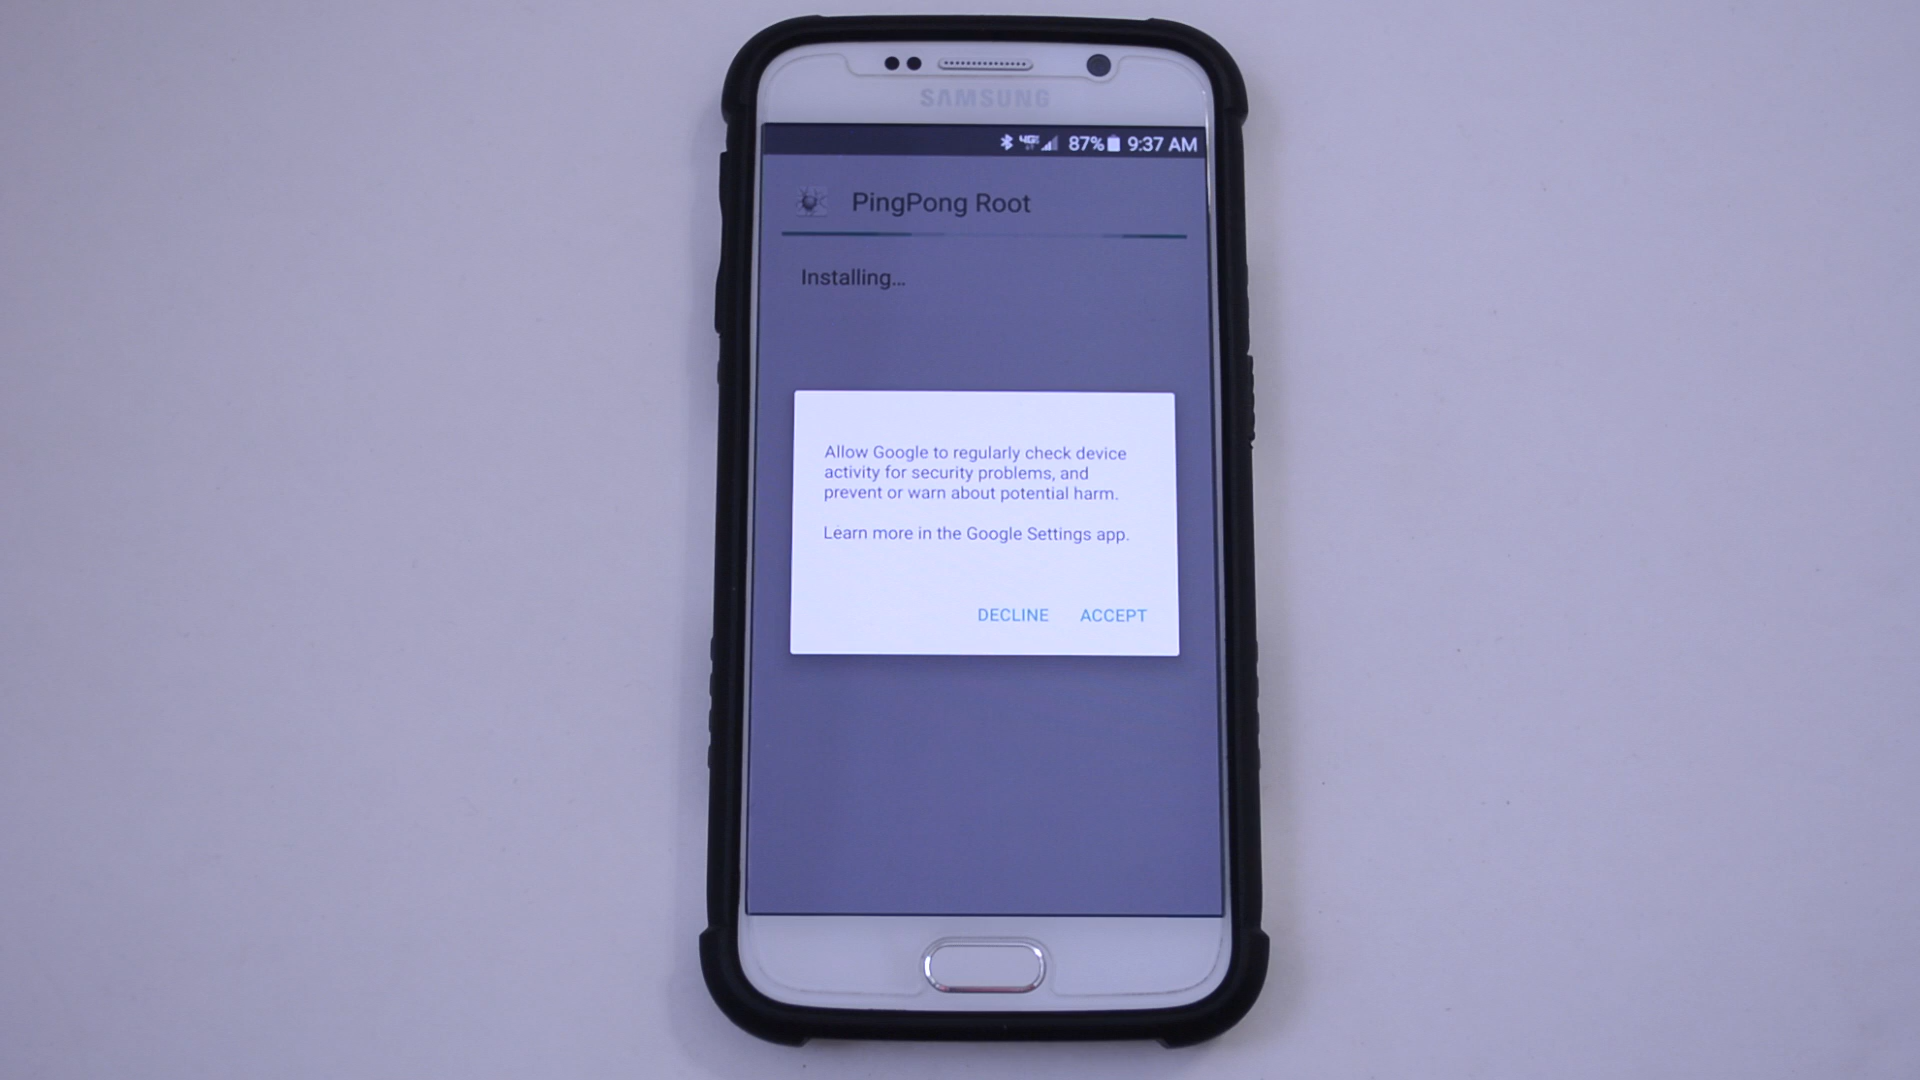 SAMSUNG
87% 9:37 AM
PingPong Root
Installing...
Allow Google to regularly check device
activity for security problems, and
prevent or warn about potential harm.
Learn more in the Google Settings app.
DECLINE ACCEPT